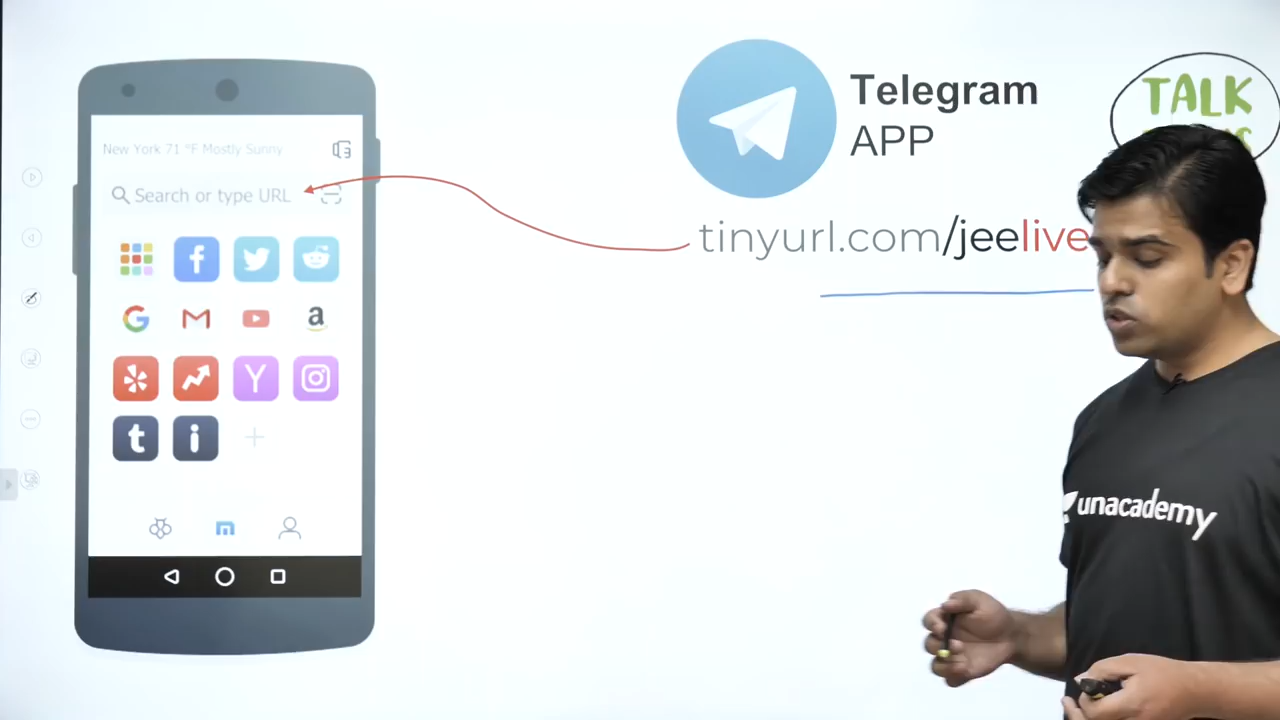 New York 71 °F Mostly Sunny
Search or type URL
Telegram
APP
tinyurl.com/jeelive
TALK
unacademy